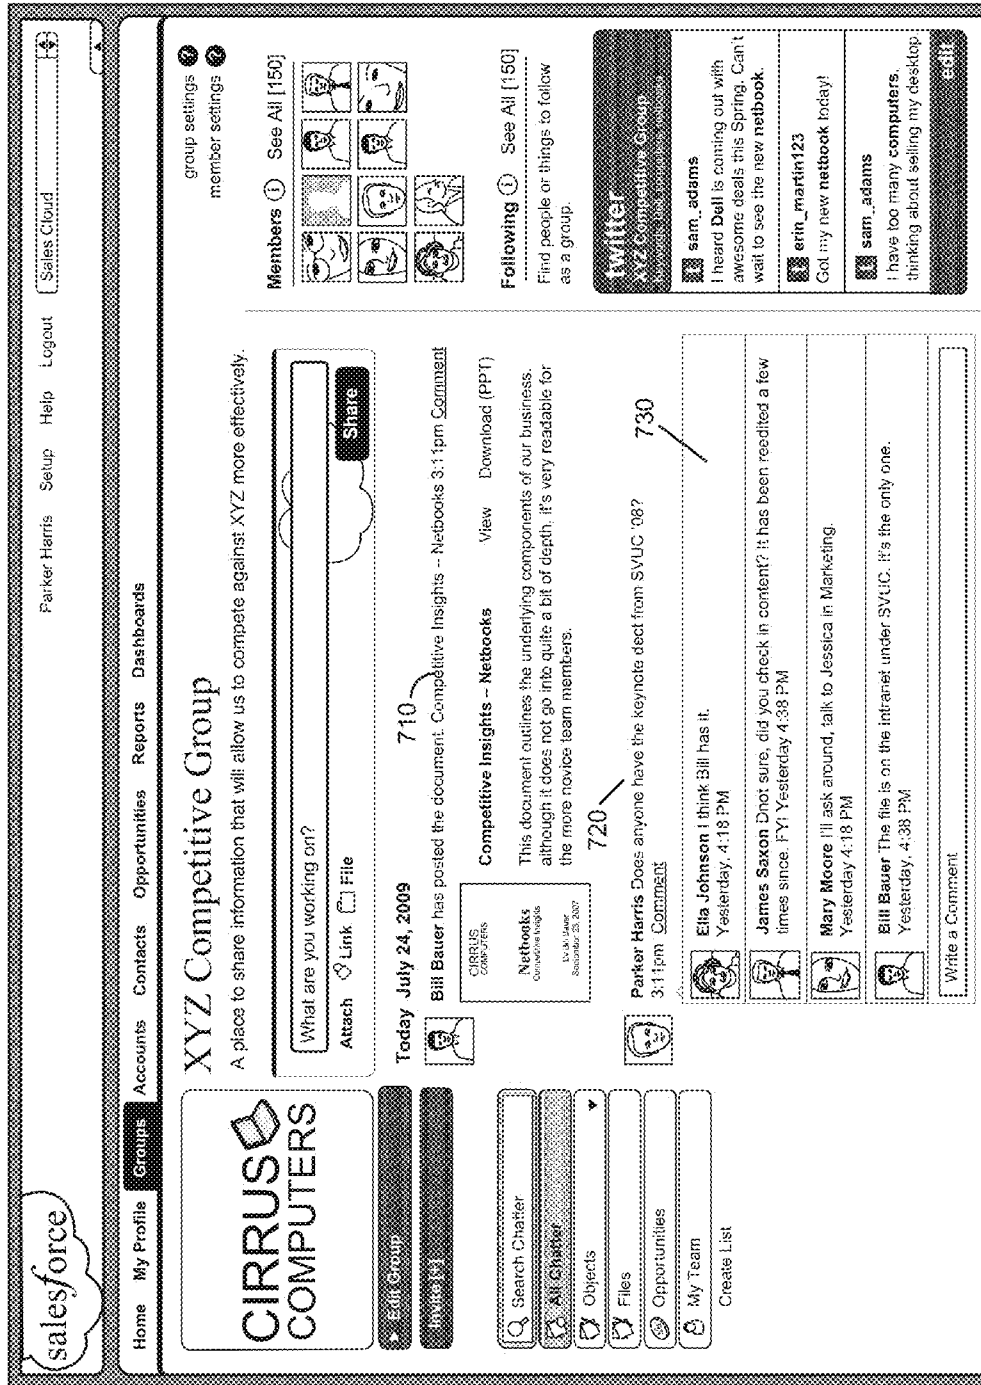 salesforce
Parker Harris Setup Help Logout
Sales Cloud
Home My Profile Groups Accounts Contacts Opportunities Reports Dashboards
CIRRUS
COMPUTERS
Edit Group
Search Chatter
All Chatter
Objects
Files
Opportunities
My Team
Create List
XYZ Competitive Group
A place to share information that will allow us to compete against XYZ more effectively.
What are you working on?
Attach Link File
Share
Today July 24, 2009
710
Bill Bauer has posted the document. Competitive Insights – Netbooks 3:11pm Comment
CIRRUS
COMPUTERS
Netbooks
Competitive Insights
Competitive Insights – Netbooks View Download (PPT)
This document outlines the underlying components of our business.
although it does not go into quite a bit of depth, it's very readable for
the more novice team members.
720
Parker Harris Does anyone have the keynote dect from SVUC '08?
3:11pm Comment
730
Ella Johnson I think Bill has it.
Yesterday, 4:18 PM
James Saxon Dnot sure, did you check in content? It has been reedited a few
times since. FYI Yesterday 4:38 PM
Mary Moore I'll ask around, talk to Jessica in Marketing.
Yesterday 4:18 PM
Bill Bauer The file is on the intranet under SVUC. It's the only one.
Yesterday, 4:38 PM
Write a Comment
group settings ?
member settings ?
Members i See All [150]
Following i See All [150]
Find people or things to follow
as a group.
twitter
XYZ Competitive Group
sam_adams
I heard Dell is coming out with
awesome deals this Spring. Can't
wait to see the new netbook.
erin_martin123
Got my new netbook today!
sam_adams
I have too many computers.
thinking about selling my desktop
edit